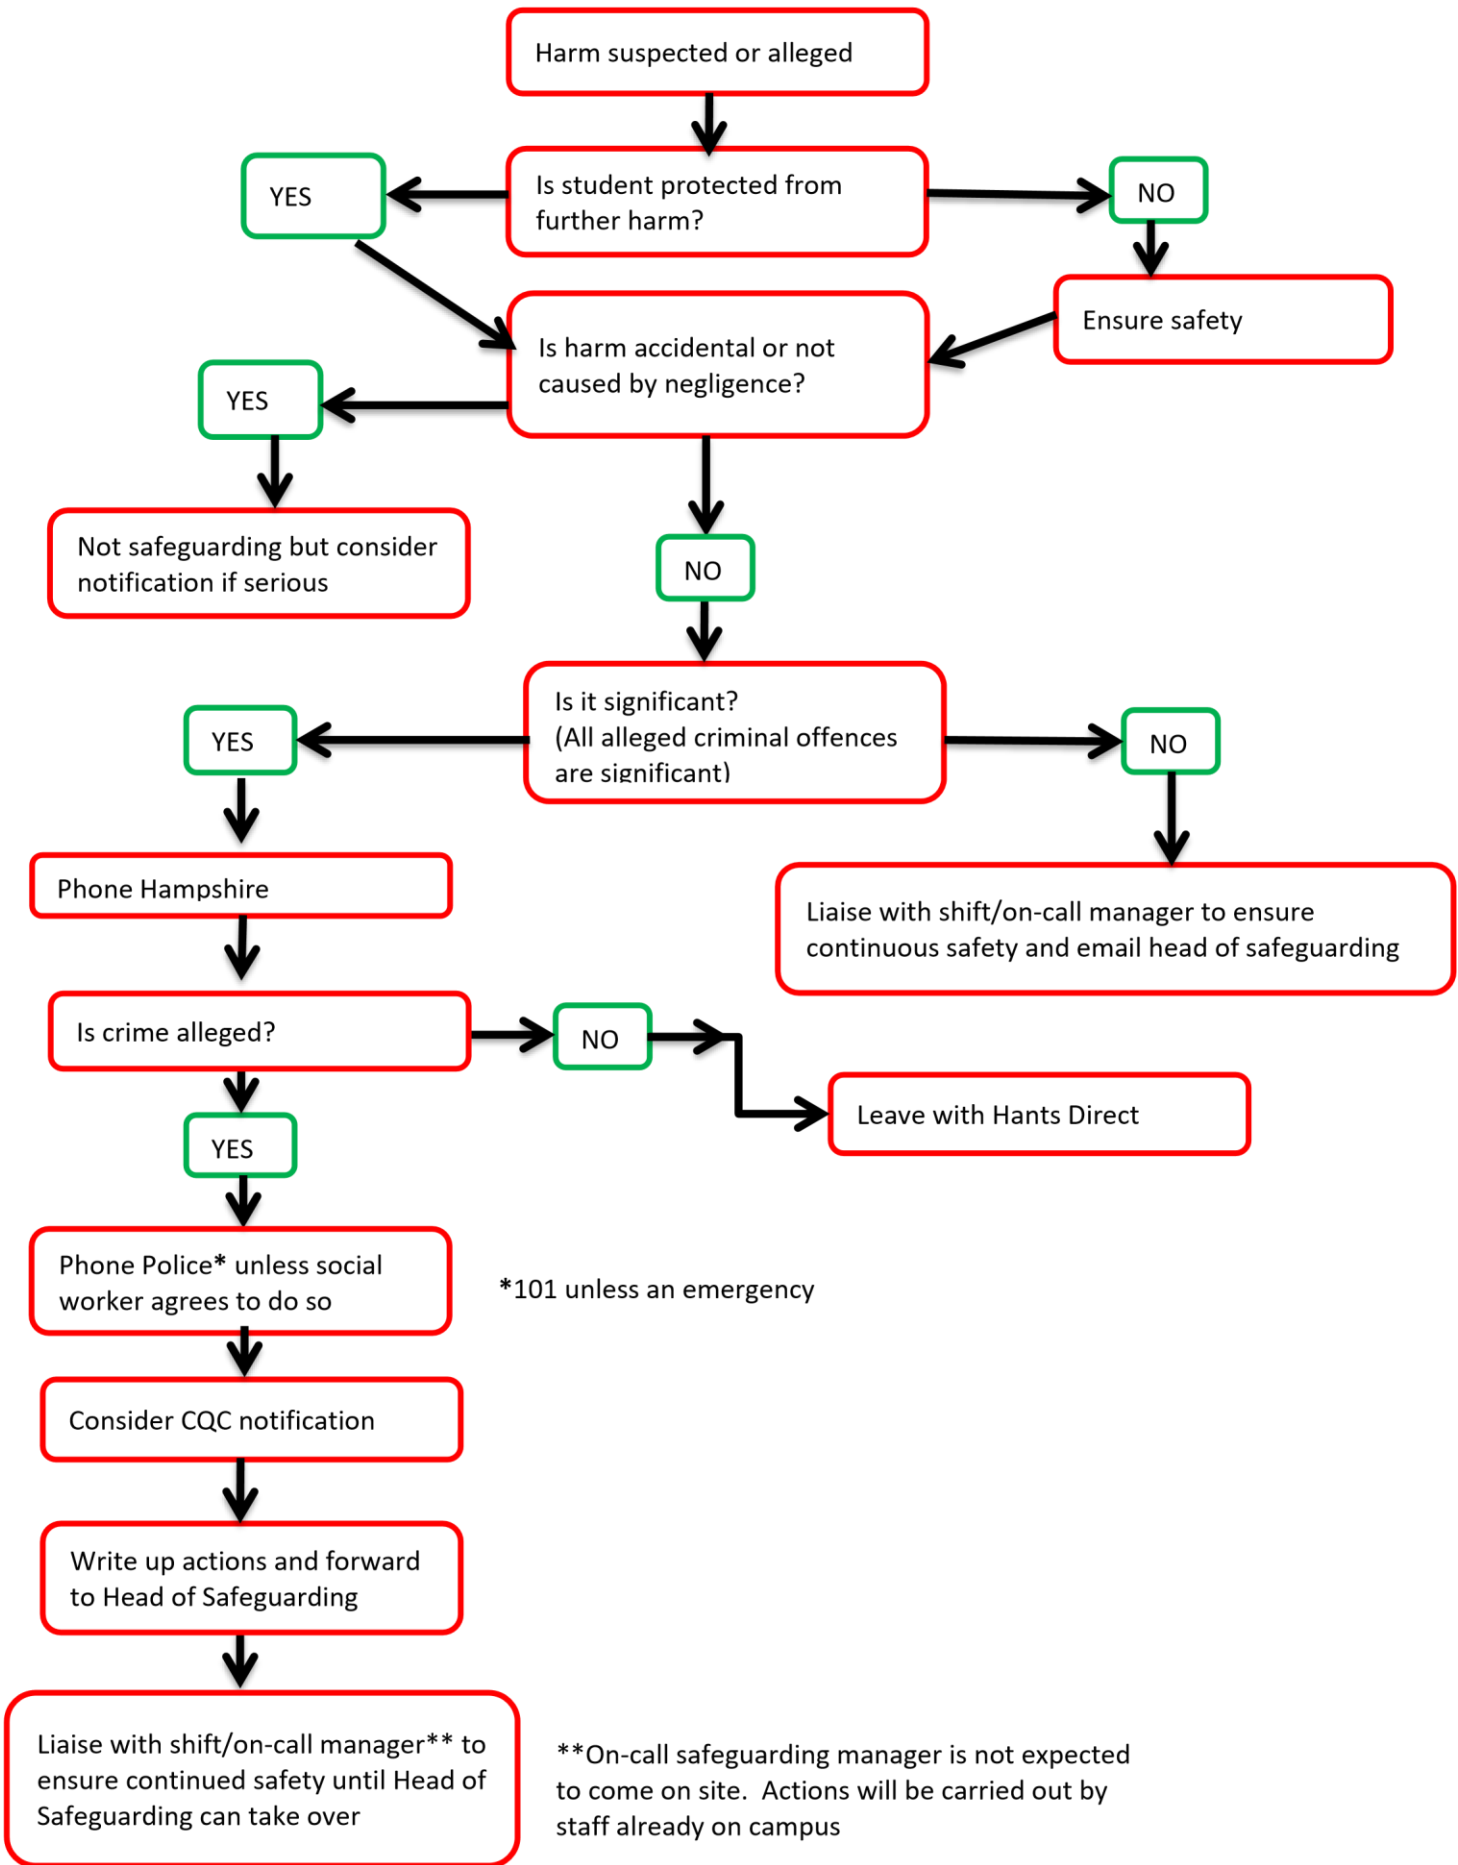 Harm suspected or alleged
YES
Is student protected from
further harm?
NO
Ensure safety
Is harm accidental or not
caused by negligence?
YES
Not safeguarding but consider
notification if serious
NO
Is it significant?
(All alleged criminal offences
are significant)
YES
NO
Phone Hampshire
Liaise with shift/on-call manager to ensure
continuous safety and email head of safeguarding
Is crime alleged?
NO
Leave with Hants Direct
YES
Phone Police* unless social
worker agrees to do so
*101 unless an emergency
Consider CQC notification
Write up actions and forward
to Head of Safeguarding
Liaise with shift/on-call manager** to
ensure continued safety until Head of
Safeguarding can take over
**On-call safeguarding manager is not expected
to come on site.  Actions will be carried out by
staff already on campus